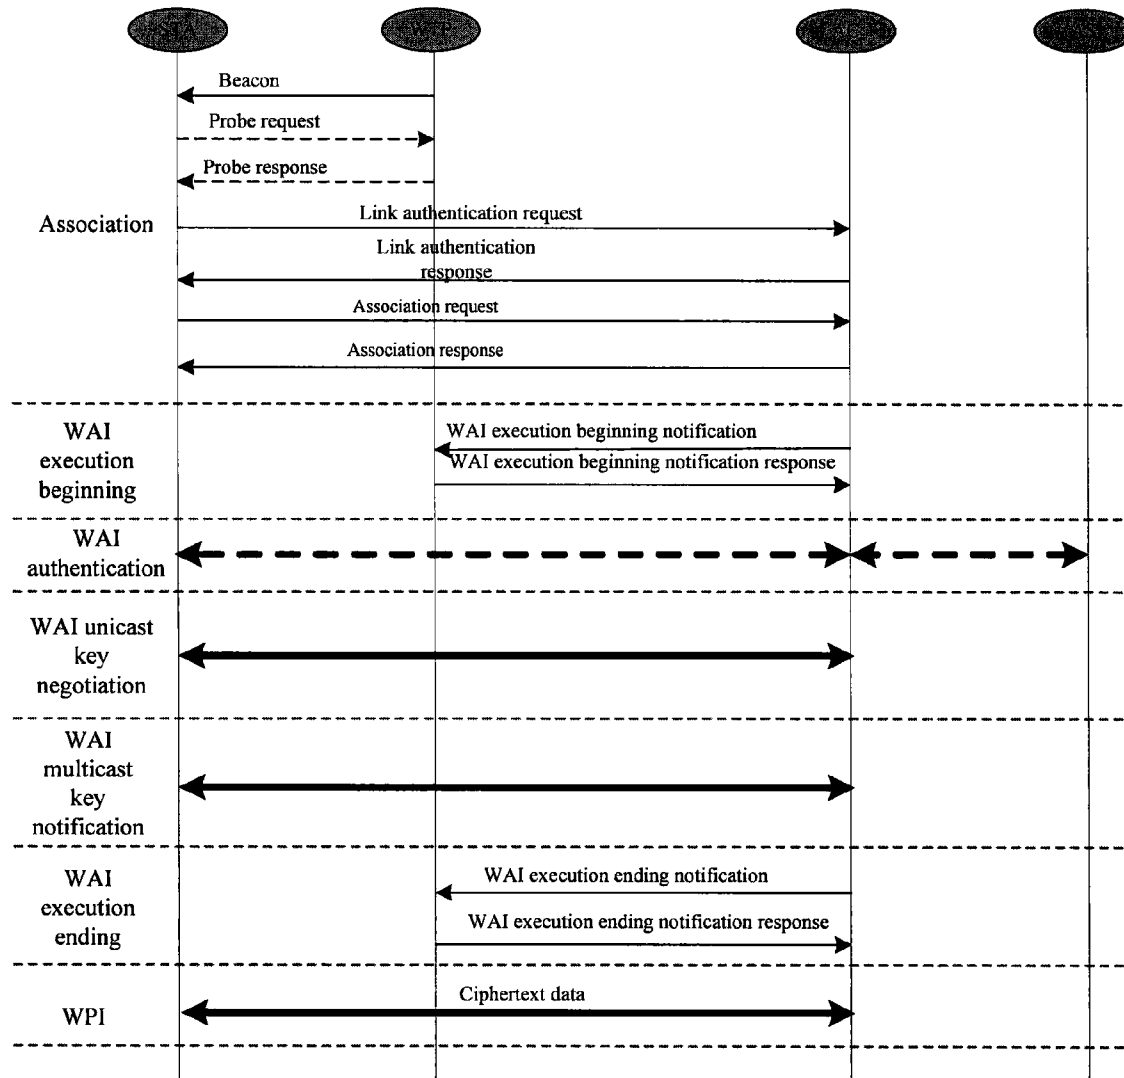 STA
WTP
Beacon
Probe request
Probe response
Association
Link authentication request
Link authentication
response
Association request
Association response
WAI
execution
beginning
WAI execution beginning notification
WAI execution beginning notification response
WAI
authentication
WAI unicast
key
negotiation
WAI
multicast
key
notification
WAI
execution
ending
WAI execution ending notification
WAI execution ending notification response
WPI
Ciphertext data